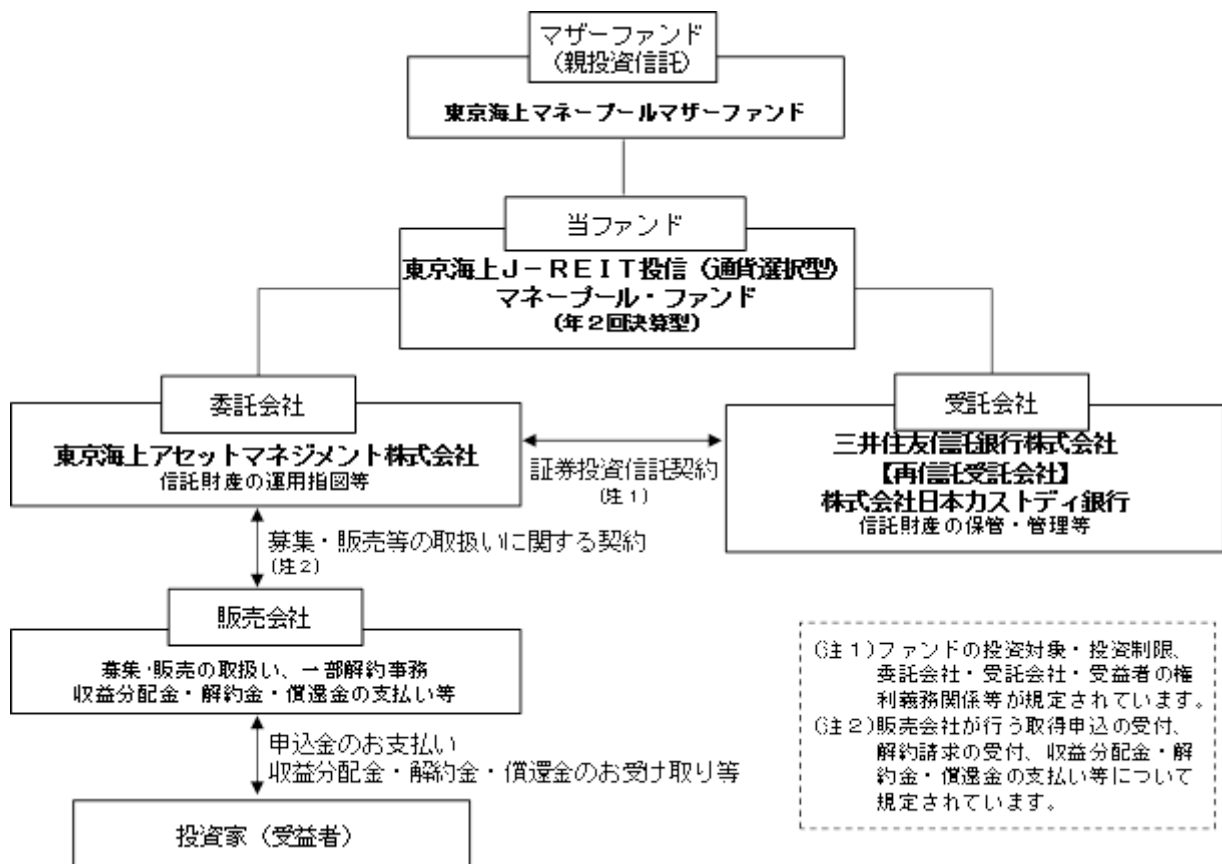 マザーファンド
（親投資信託）
東京海上マネープールマザーファンド
当ファンド
東京海上Ｊ－ＲＥＩＴ投信（通貨選択型）
マネープール・ファンド
（年２回決算型）
委託会社
東京海上アセットマネジメント株式会社
信託財産の運用指図等
証券投資信託契約
（注１）
受託会社
三井住友信託銀行株式会社
【再信託受託会社】
株式会社日本カストディ銀行
信託財産の保管・管理等
募集・販売等の取扱いに関する契約
（注２）
販売会社
募集・販売の取扱い、一部解約事務
収益分配金・解約金・償還金の支払い等
申込金のお支払い
収益分配金・解約金・償還金のお受け取り等
投資家（受益者）
（注１）ファンドの投資対象・投資制限、
委託会社・受託会社・受益者の権
利義務関係等が規定されています。
（注２）販売会社が行う取得申込の受付、
解約請求の受付、収益分配金・解
約金・償還金の支払い等について
規定されています。